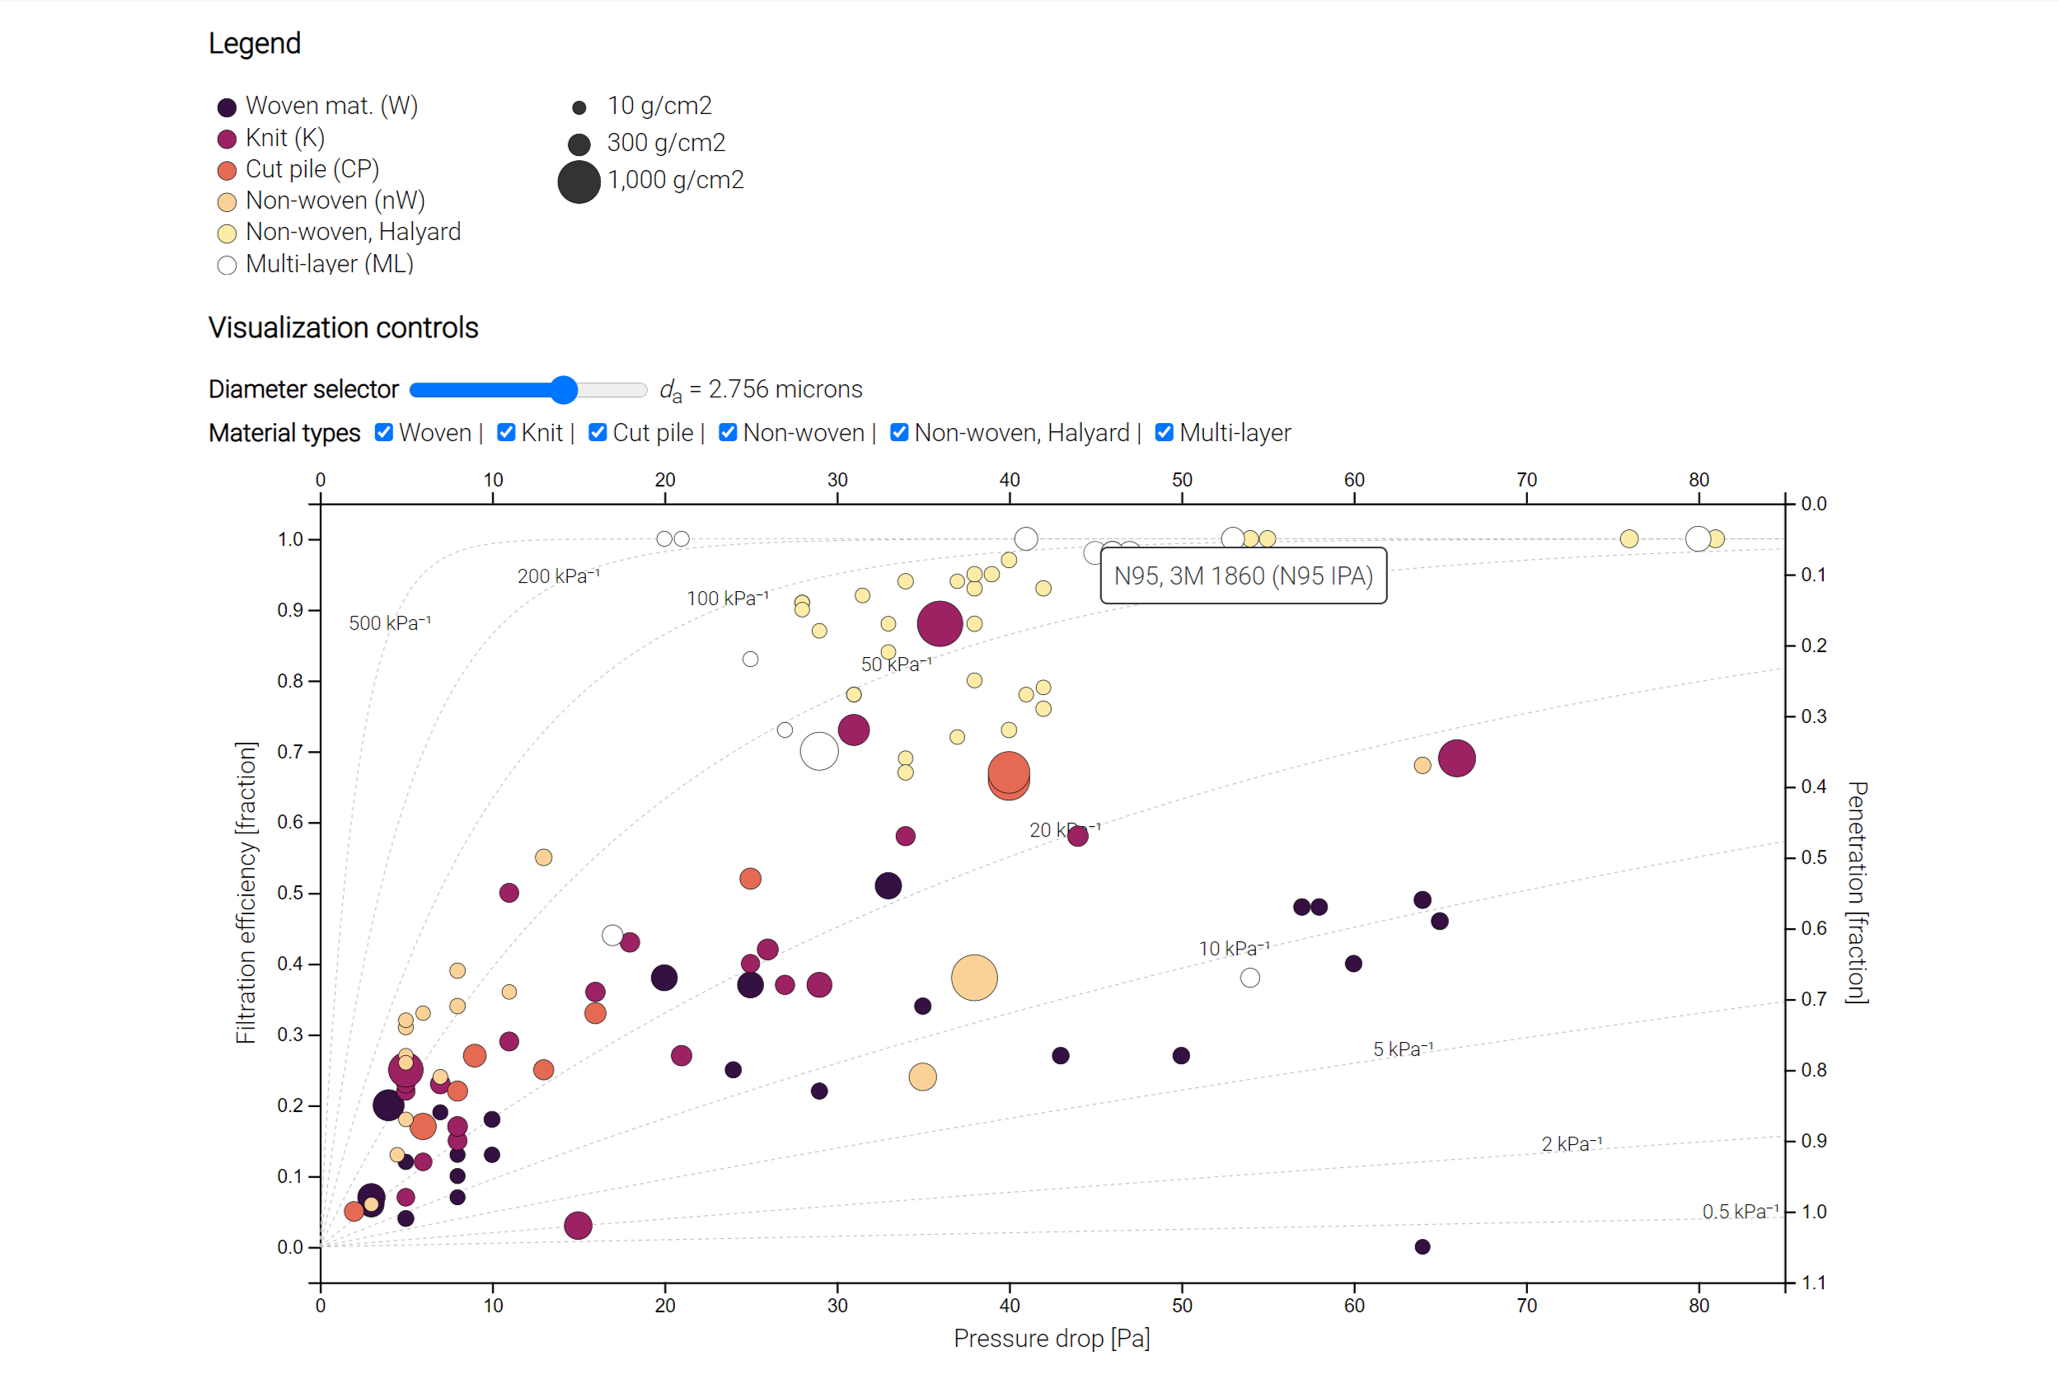 Legend
Woven mat. (W)
Knit (K)
Cut pile (CP)
Non-woven (nW)
Non-woven, Halyard
Multi-layer (ML)
10 g/cm2
300 g/cm2
1,000 g/cm2
Visualization controls
Diameter selector dₐ = 2.756 microns
Material types Woven | Knit | Cut pile | Non-woven | Non-woven, Halyard | Multi-layer
0 10 20 30 40 50 60 70 80
1.0
0.9
0.8
0.7
0.6
0.5
0.4
0.3
0.2
0.1
0.0
Filtration efficiency [fraction]
500 kPa⁻¹
200 kPa⁻¹
100 kPa⁻¹
50 kPa⁻¹
20 kPa⁻¹
10 kPa⁻¹
5 kPa⁻¹
2 kPa⁻¹
0.5 kPa⁻¹
N95, 3M 1860 (N95 IPA)
0.0
0.1
0.2
0.3
0.4
0.5
0.6
0.7
0.8
0.9
1.0
1.1
Penetration [fraction]
0 10 20 30 40 50 60 70 80
Pressure drop [Pa]